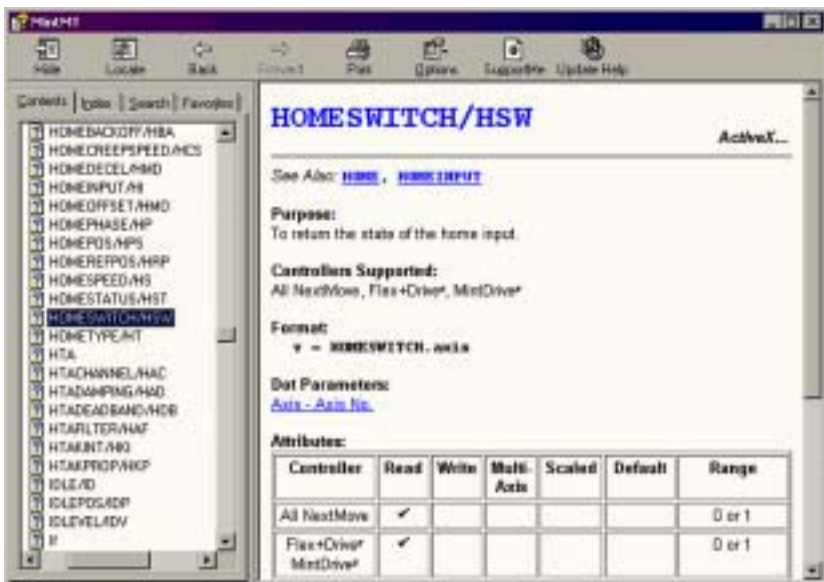 MintMT
Hide Locate Back Forward Print Options SupportMe Update Help
Contents Index Search Favorites
HOMEBACKOFF/HBA
HOMECREEPSPEED/HCS
HOMEDECEL/HMD
HOMEINPUT/HI
HOMEOFFSET/HMO
HOMEPHASE/HP
HOMEPOS/HPS
HOMEREFPOS/HRP
HOMESPEED/HS
HOMESTATUS/HST
HOMESWITCH/HSW
HOMETYPE/HT
HTA
HTACHANNEL/HAC
HTADAMPING/HAD
HTADEADBAND/HDB
HTAFILTER/HAF
HTAKINT/HKI
HTAKPROP/HKP
IDLE/ID
IDLEPOS/IDP
IDLEVEL/IDV
If
HOMESWITCH/HSW
ActiveX...
See Also: HOME, HOMEINPUT
Purpose:
To return the state of the home input.
Controllers Supported:
All NextMove, Flex+Drive, MintDrive
Format:
v = HOMESWITCH.axis
Dot Parameters:
Axis - Axis No.
Attributes:
Controller Read Write Multi-Axis Scaled Default Range
All NextMove ✔ 0 or 1
Flex+Drive MintDrive ✔ 0 or 1